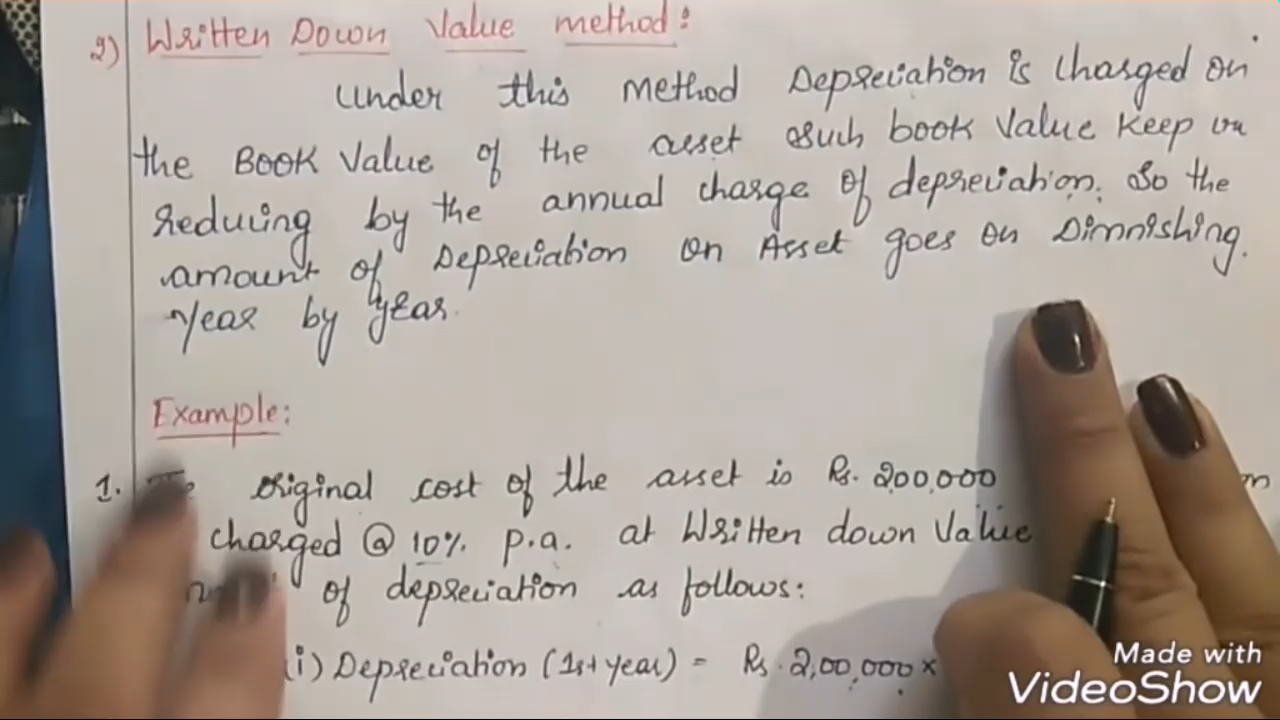 2) Written Down Value method:
Under this method Depreciation is charged on
the Book Value of the asset such book value keep on
reducing by the annual charge of depreciation. So the
amount of Depreciation on Asset goes on Diminishing.
Year by year.
Example:
1. original cost of the asset is Rs. 200,000
charged @ 10% p.a. at Written down Value
of depreciation as follows:
(i) Depreciation (1st year) = Rs. 2,00,000 ×
Made with
VideoShow